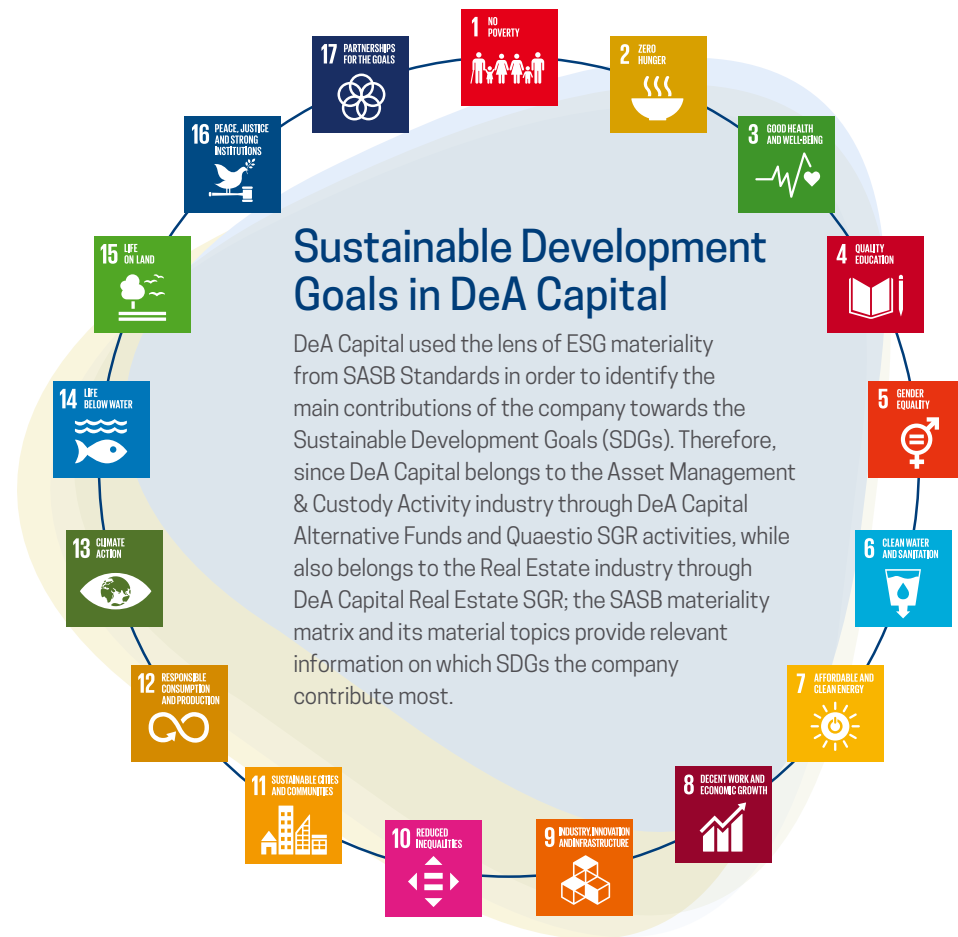 1 NO
POVERTY
2 ZERO
HUNGER
3 GOOD HEALTH
AND WELL-BEING
4 QUALITY
EDUCATION
5 GENDER
EQUALITY
6 CLEAN WATER
AND SANITATION
7 AFFORDABLE AND
CLEAN ENERGY
8 DECENT WORK AND
ECONOMIC GROWTH
9 INDUSTRY, INNOVATION
AND INFRASTRUCTURE
10 REDUCED
INEQUALITIES
11 SUSTAINABLE CITIES
AND COMMUNITIES
12 RESPONSIBLE
CONSUMPTION
AND PRODUCTION
13 CLIMATE
ACTION
14 LIFE
BELOW WATER
15 LIFE
ON LAND
16 PEACE, JUSTICE
AND STRONG
INSTITUTIONS
17 PARTNERSHIPS
FOR THE GOALS
Sustainable Development
Goals in DeA Capital
DeA Capital used the lens of ESG materiality
from SASB Standards in order to identify the
main contributions of the company towards the
Sustainable Development Goals (SDGs). Therefore,
since DeA Capital belongs to the Asset Management
& Custody Activity industry through DeA Capital
Alternative Funds and Quaestio SGR activities, while
also belongs to the Real Estate industry through
DeA Capital Real Estate SGR; the SASB materiality
matrix and its material topics provide relevant
information on which SDGs the company
contribute most.